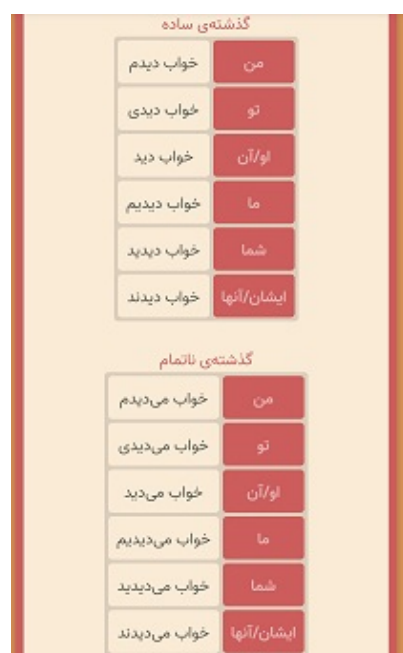 گذشته‌ی ساده
من خواب دیدم
تو خواب دیدی
او/آن خواب دید
ما خواب دیدیم
شما خواب دیدید
ایشان/آنها خواب دیدند
گذشته‌ی ناتمام
من خواب می‌دیدم
تو خواب می‌دیدی
او/آن خواب می‌دید
ما خواب می‌دیدیم
شما خواب می‌دیدید
ایشان/آنها خواب می‌دیدند